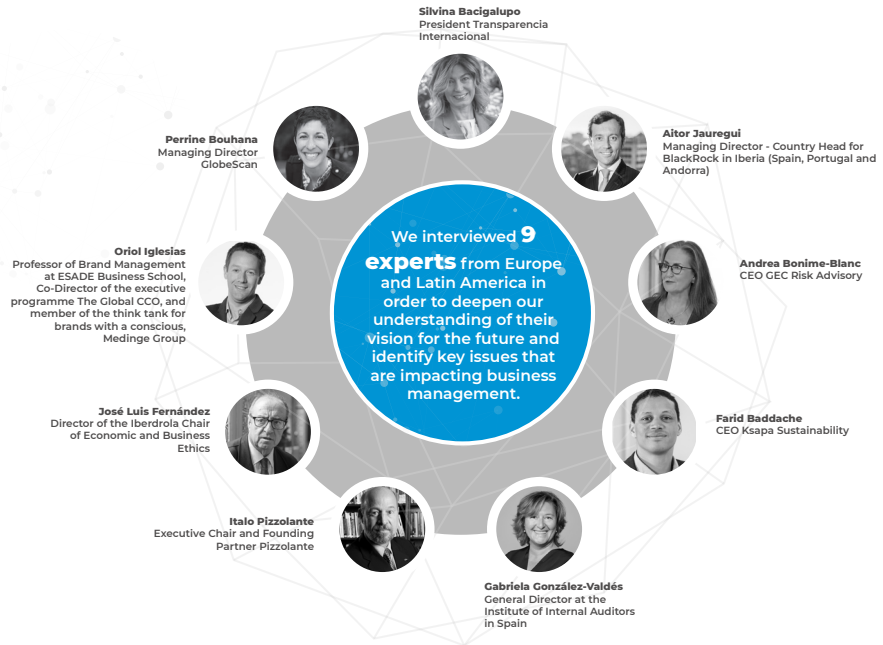 Silvina Bacigalupo
President Transparencia
Internacional
Perrine Bouhana
Managing Director
GlobeScan
Aitor Jauregui
Managing Director - Country Head for
BlackRock in Iberia (Spain, Portugal and
Andorra)
We interviewed 9
experts from Europe
and Latin America in
order to deepen our
understanding of their
vision for the future and
identify key issues that
are impacting business
management.
Oriol Iglesias
Professor of Brand Management
at ESADE Business School,
Co-Director of the executive
programme The Global CCO, and
member of the think tank for
brands with a conscious,
Medinge Group
Andrea Bonime-Blanc
CEO GEC Risk Advisory
José Luis Fernández
Director of the Iberdrola Chair
of Economic and Business
Ethics
Farid Baddache
CEO Ksapa Sustainability
Italo Pizzolante
Executive Chair and Founding
Partner Pizzolante
Gabriela González-Valdés
General Director at the
Institute of Internal Auditors
in Spain